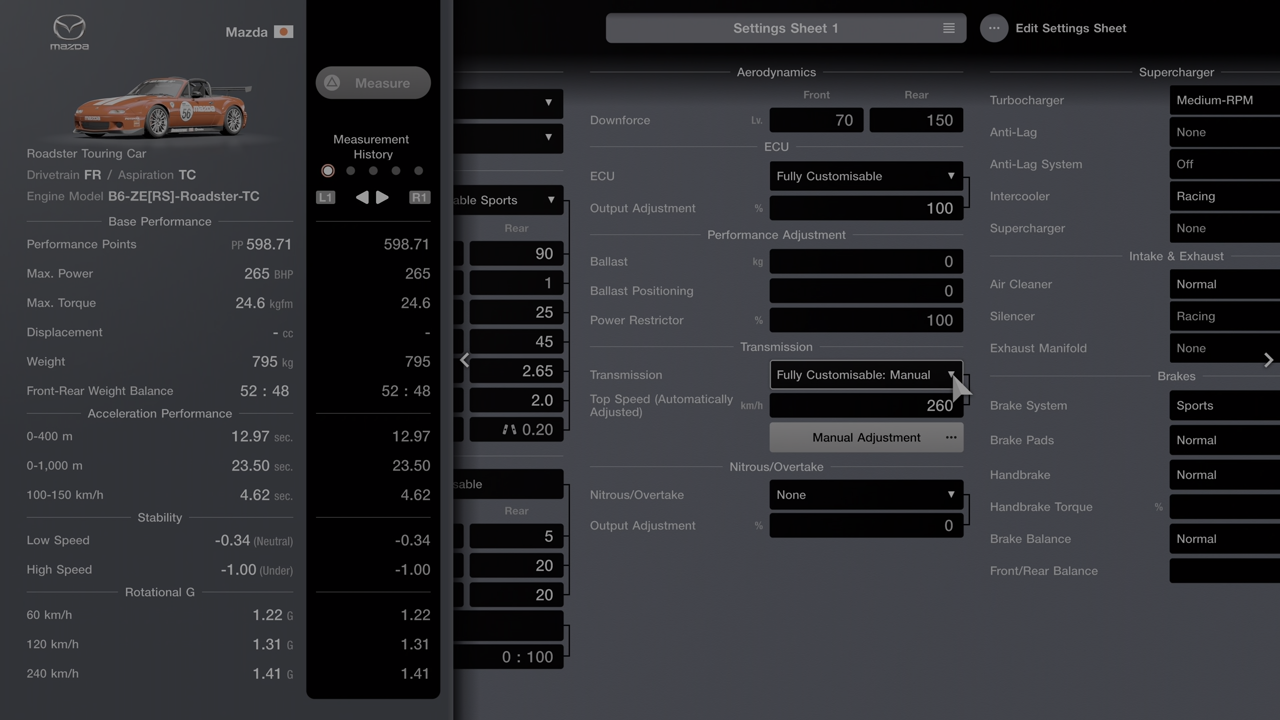 Settings Sheet 1
Edit Settings Sheet
mazda
Mazda
Roadster Touring Car
Drivetrain FR / Aspiration TC
Engine Model B6-ZE[RS]-Roadster-TC
Base Performance
Performance Points PP 598.71
Max. Power 265 BHP
Max. Torque 24.6 kgfm
Displacement - cc
Weight 795 kg
Front-Rear Weight Balance 52 : 48
Acceleration Performance
0-400 m 12.97 sec.
0-1,000 m 23.50 sec.
100-150 km/h 4.62 sec.
Stability
Low Speed -0.34 (Neutral)
High Speed -1.00 (Under)
Rotational G
60 km/h 1.22 G
120 km/h 1.31 G
240 km/h 1.41 G
Measure
Measurement
History
L1 R1
598.71
265
24.6
-
795
52 : 48
12.97
23.50
4.62
-0.34
-1.00
1.22
1.31
1.41
Sports
Rear
90
1
25
45
2.65
2.0
0.20
Rear
5
20
20
0 : 100
Aerodynamics
Front Rear
Downforce Lv. 70 150
ECU
ECU Fully Customisable
Output Adjustment % 100
Performance Adjustment
Ballast kg 0
Ballast Positioning 0
Power Restrictor % 100
Transmission
Transmission Fully Customisable: Manual
Top Speed (Automatically
Adjusted) km/h 260
Manual Adjustment ...
Nitrous/Overtake
Nitrous/Overtake None
Output Adjustment % 0
Supercharger
Turbocharger Medium-RPM
Anti-Lag None
Anti-Lag System Off
Intercooler Racing
Supercharger None
Intake & Exhaust
Air Cleaner Normal
Silencer Racing
Exhaust Manifold None
Brakes
Brake System Sports
Brake Pads Normal
Handbrake Normal
Handbrake Torque %
Brake Balance Normal
Front/Rear Balance